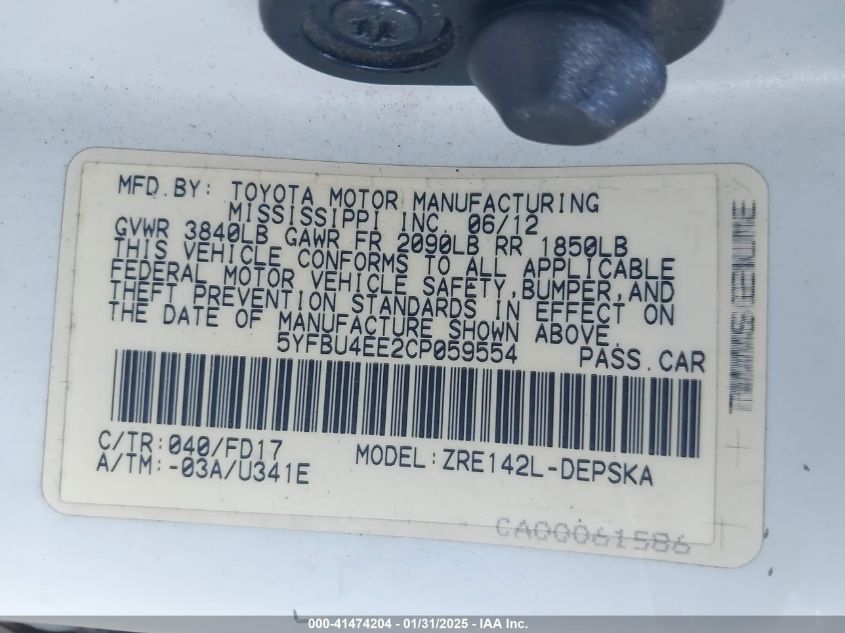 MFD.BY: TOYOTA MOTOR MANUFACTURING
MISSISSIPPI INC. 06/12
GVWR 3840LB GAWR FR 2090LB RR 1850LB
THIS VEHICLE CONFORMS TO ALL APPLICABLE
FEDERAL MOTOR VEHICLE SAFETY,BUMPER,AND
THEFT PREVENTION STANDARDS IN EFFECT ON
THE DATE OF MANUFACTURE SHOWN ABOVE.
5YFBU4EE2CP059554 PASS.CAR
C/TR:040/FD17 MODEL:ZRE142L-DEPSKA
A/TM:-03A/U341E
CA00061586
000-41474204 - 01/31/2025 - IAA Inc.